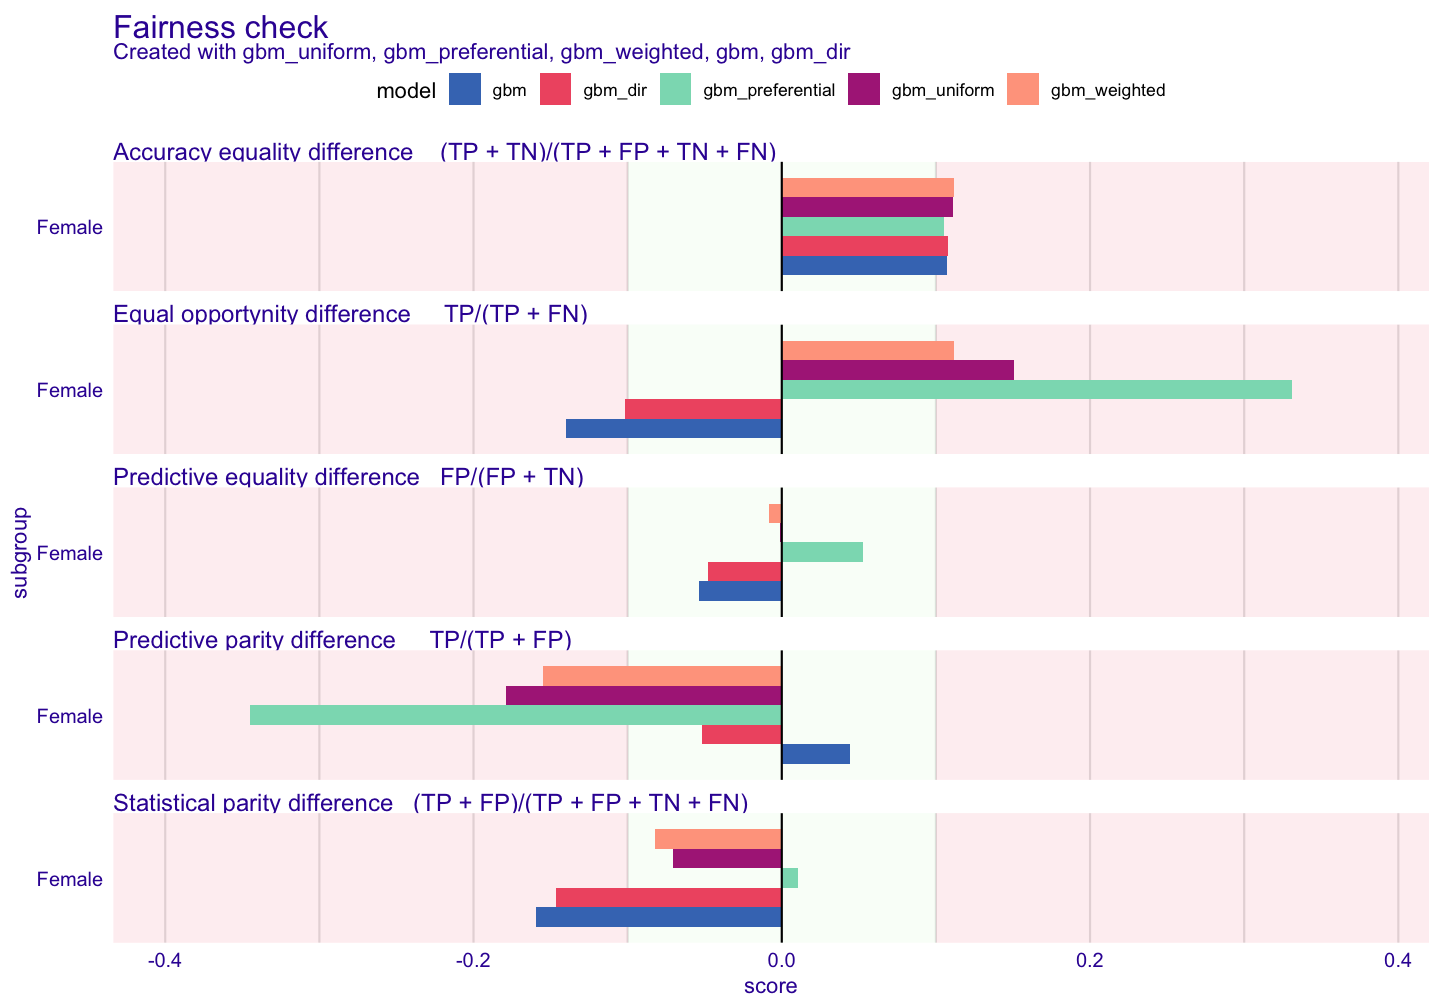 Fairness check
Created with gbm_uniform, gbm_preferential, gbm_weighted, gbm, gbm_dir
model gbm gbm_dir gbm_preferential gbm_uniform gbm_weighted
Accuracy equality difference (TP + TN)/(TP + FP + TN + FN)
Female
Equal opportynity difference TP/(TP + FN)
Female
Predictive equality difference FP/(FP + TN)
Female
subgroup
Predictive parity difference TP/(TP + FP)
Female
Statistical parity difference (TP + FP)/(TP + FP + TN + FN)
Female
-0.4 -0.2 0.0 0.2 0.4
score